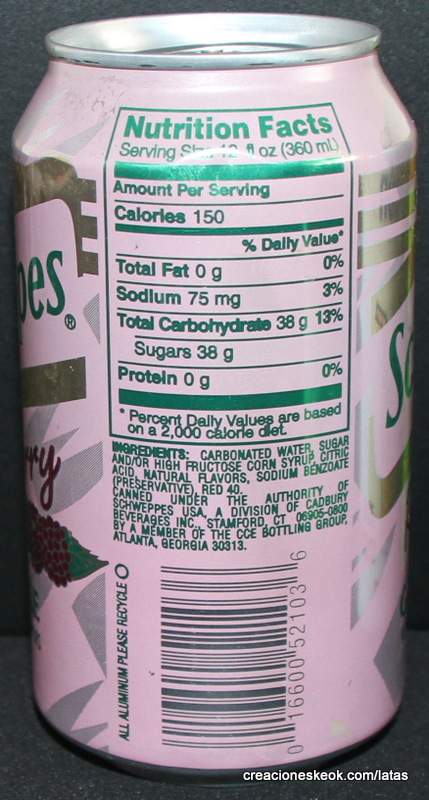 Nutrition Facts
Serving Size 12 fl oz (360 mL)
Amount Per Serving
Calories 150
% Daily Value*
Total Fat 0 g 0%
Sodium 75 mg 3%
Total Carbohydrate 38 g 13%
Sugars 38 g
Protein 0 g 0%
* Percent Daily Values are based
on a 2,000 calorie diet.
INGREDIENTS: CARBONATED WATER, SUGAR
AND/OR HIGH FRUCTOSE CORN SYRUP, CITRIC
ACID, NATURAL FLAVORS, SODIUM BENZOATE
(PRESERVATIVE), RED 40.
CANNED UNDER THE AUTHORITY OF
SCHWEPPES USA, A DIVISION OF CADBURY
BEVERAGES INC., STAMFORD, CT 06905-0800
BY A MEMBER OF THE CCE BOTTLING GROUP,
ATLANTA, GEORGIA 30313.
pes®
rry
E
Sc
ALL ALUMINUM PLEASE RECYCLE
0 16600 52103 6
creacioneskeok.com/latas